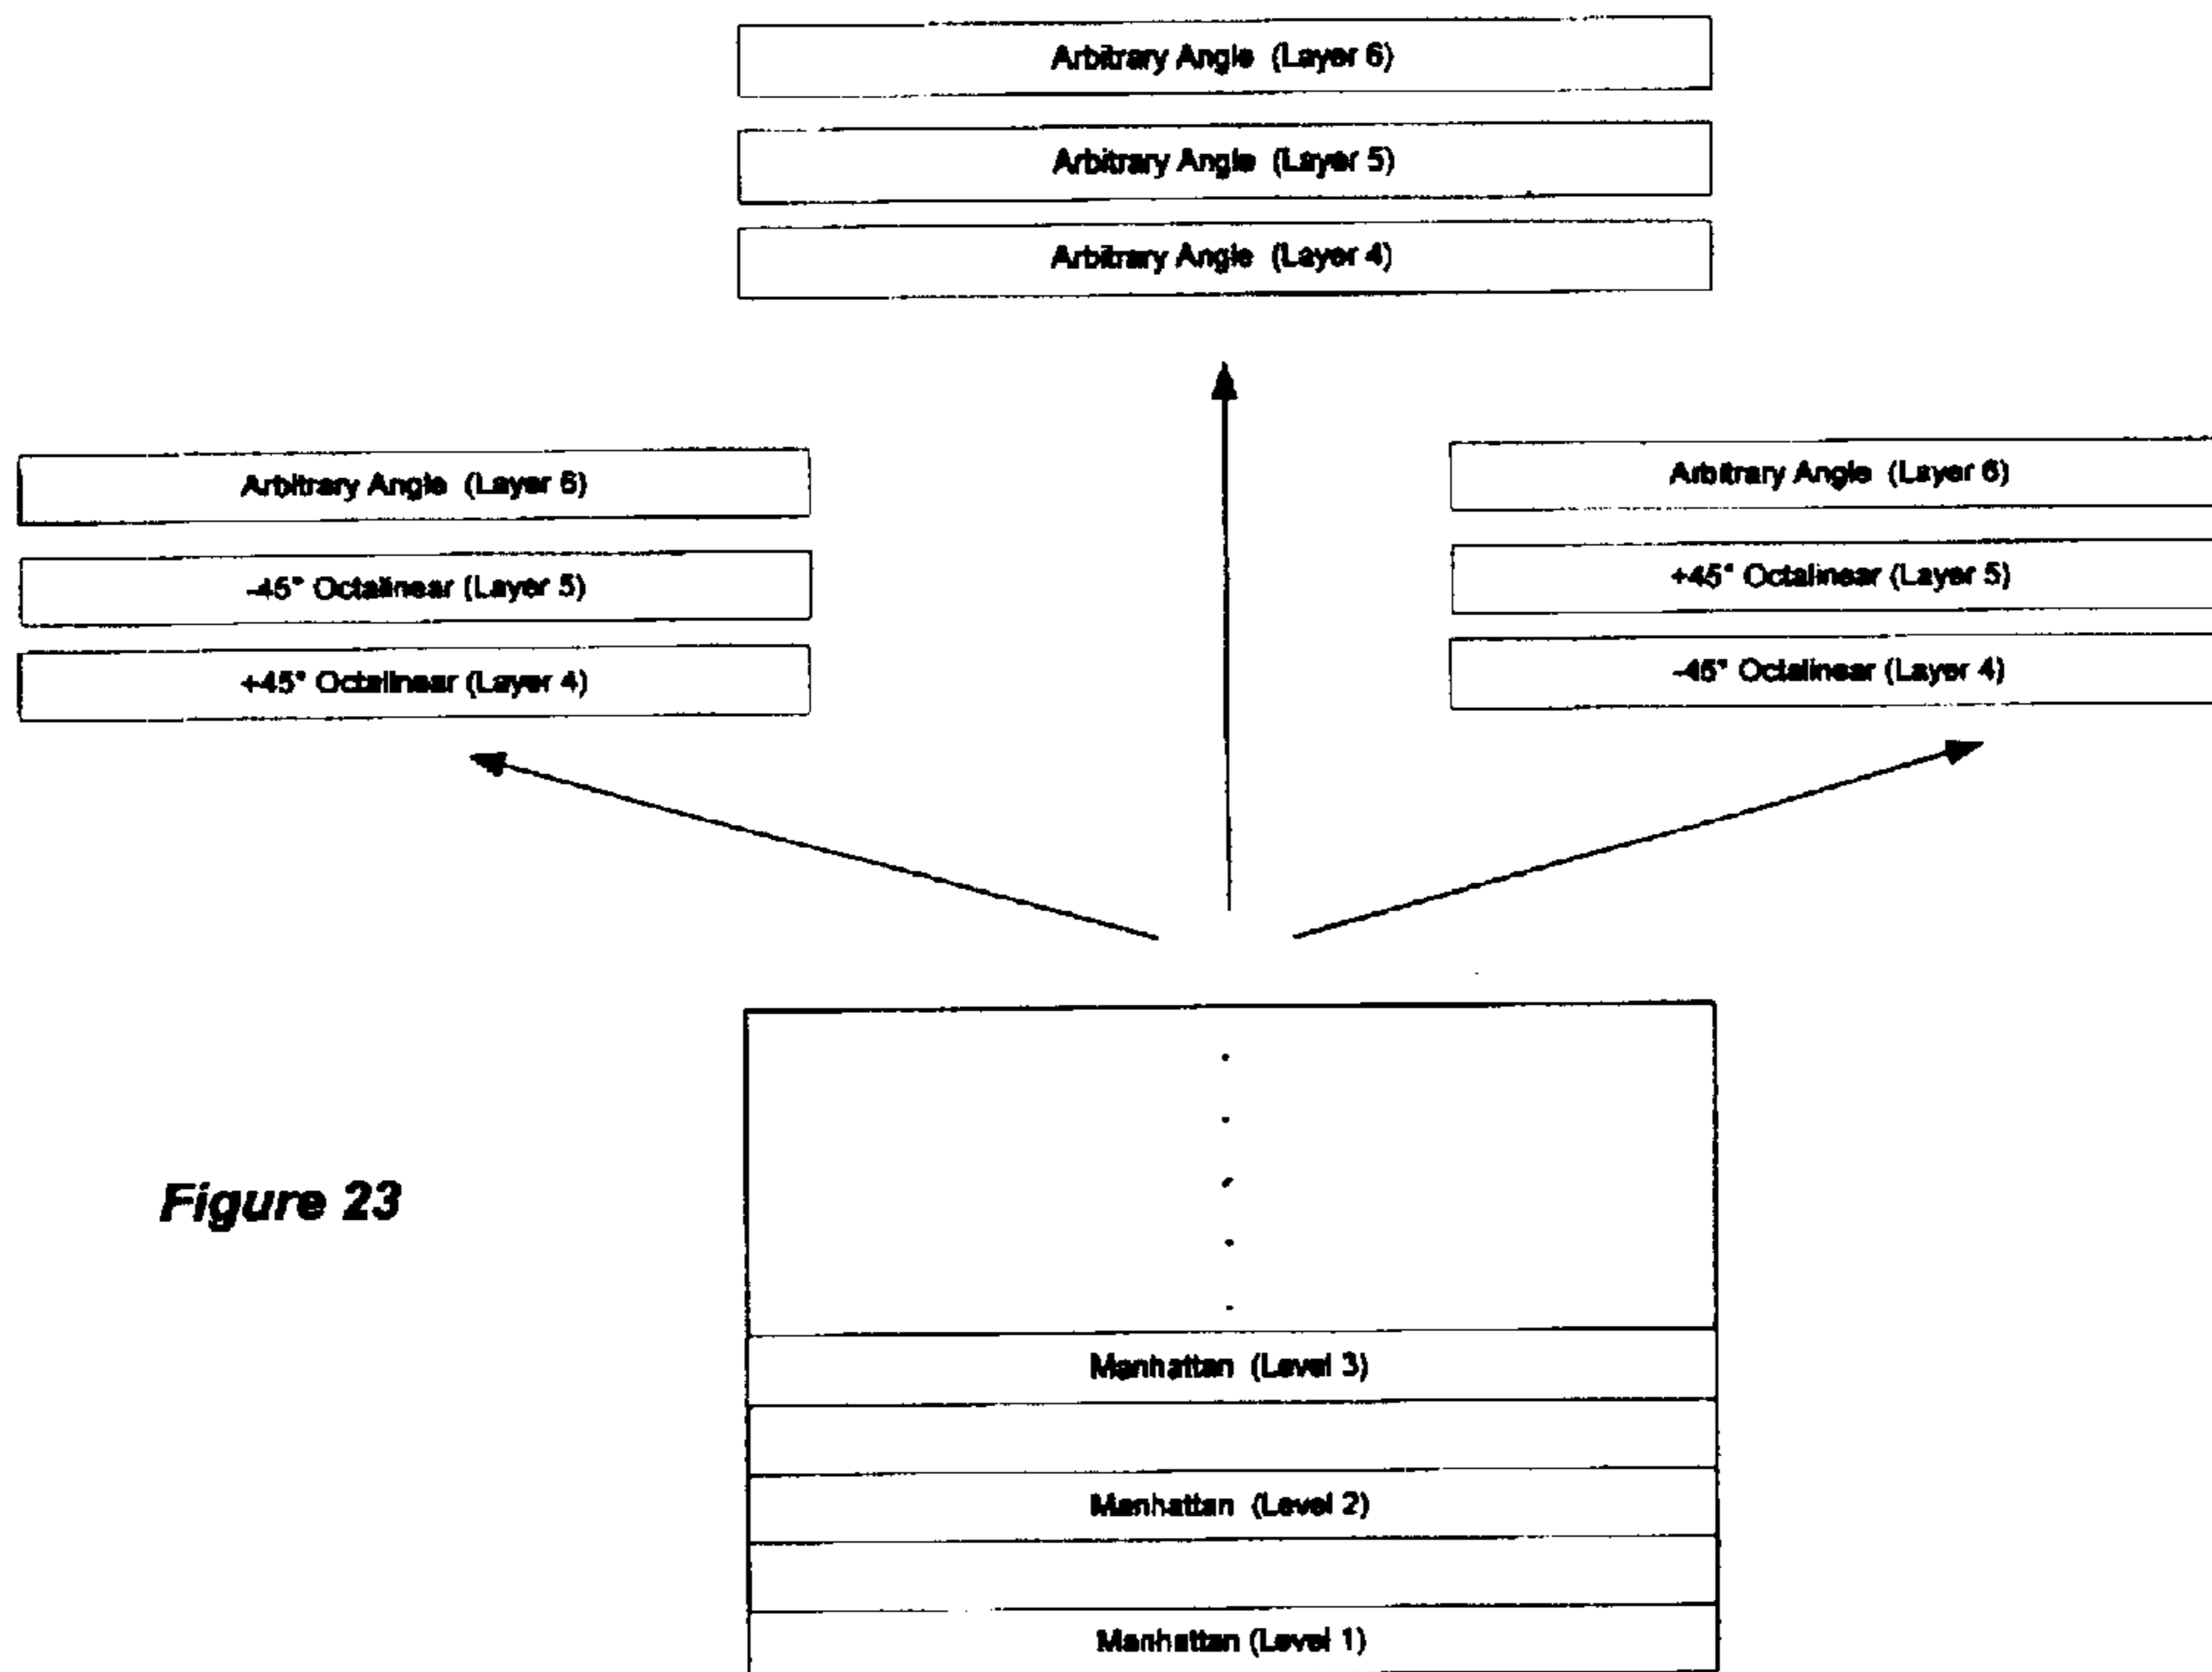 Arbitrary Angle (Layer 6)
Arbitrary Angle (Layer 5)
Arbitrary Angle (Layer 4)
Arbitrary Angle (Layer 6)
-45° Octalinear (Layer 5)
+45° Octalinear (Layer 4)
Arbitrary Angle (Layer 6)
+45° Octalinear (Layer 5)
-45° Octalinear (Layer 4)
Figure 23
Manhattan (Level 3)
Manhattan (Level 2)
Manhattan (Level 1)